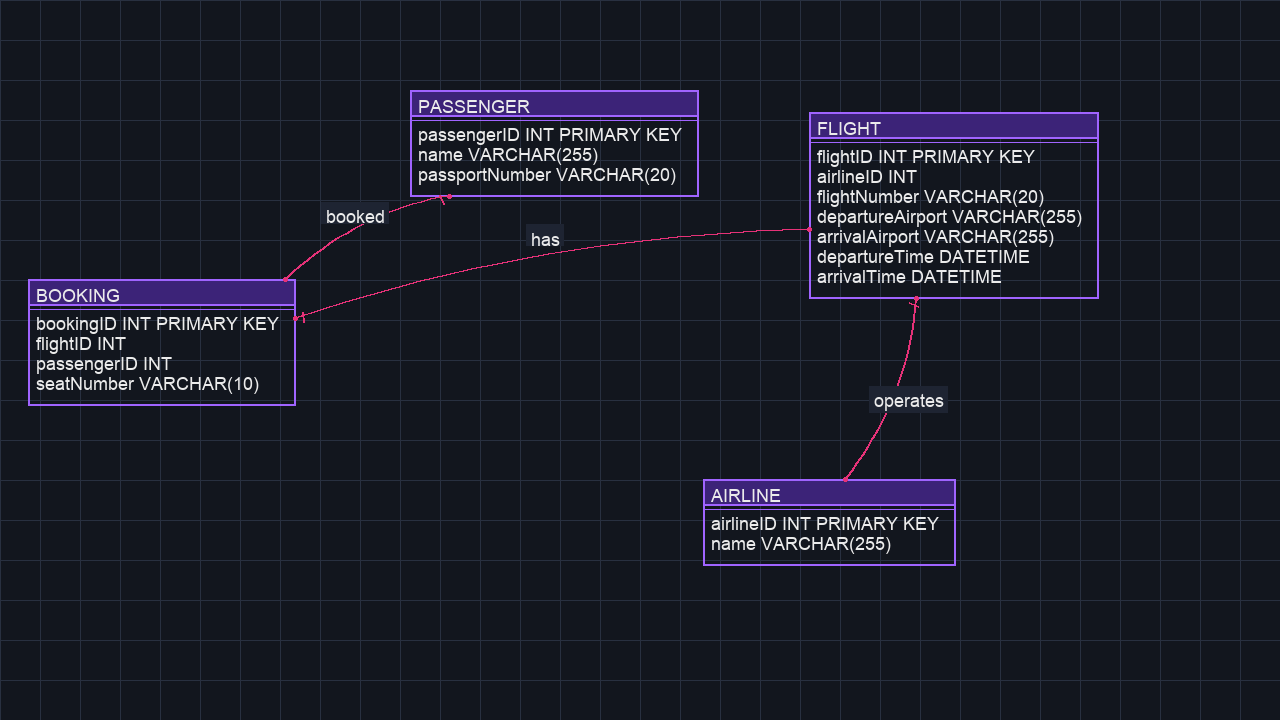 PASSENGER
passengerID INT PRIMARY KEY
name VARCHAR(255)
passportNumber VARCHAR(20)
FLIGHT
flightID INT PRIMARY KEY
airlineID INT
flightNumber VARCHAR(20)
departureAirport VARCHAR(255)
arrivalAirport VARCHAR(255)
departureTime DATETIME
arrivalTime DATETIME
booked
has
BOOKING
bookingID INT PRIMARY KEY
flightID INT
passengerID INT
seatNumber VARCHAR(10)
operates
AIRLINE
airlineID INT PRIMARY KEY
name VARCHAR(255)